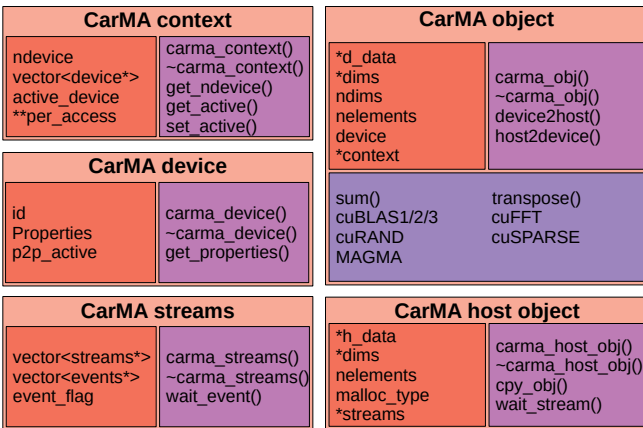 CarMA context
ndevice
vector<device*>
active_device
**per_access
carma_context()
~carma_context()
get_ndevice()
get_active()
set_active()
CarMA device
id
Properties
p2p_active
carma_device()
~carma_device()
get_properties()
CarMA streams
vector<streams*>
vector<events*>
event_flag
carma_streams()
~carma_streams()
wait_event()
CarMA object
*d_data
*dims
ndims
nelements
device
*context
carma_obj()
~carma_obj()
device2host()
host2device()
sum()
cuBLAS1/2/3
cuRAND
MAGMA
transpose()
cuFFT
cuSPARSE
CarMA host object
*h_data
*dims
nelements
malloc_type
*streams
carma_host_obj()
~carma_host_obj()
cpy_obj()
wait_stream()